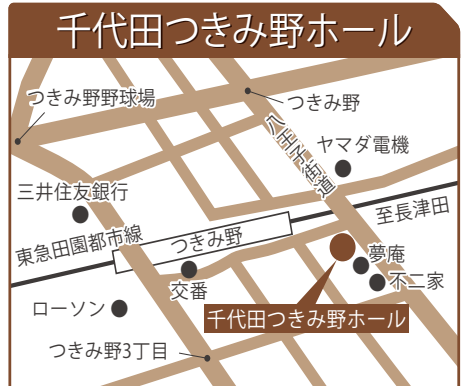 千代田つきみ野ホール
つきみ野野球場
つきみ野
八王子街道
ヤマダ電機
三井住友銀行
至長津田
東急田園都市線
つきみ野
夢庵
不二家
交番
ローソン
千代田つきみ野ホール
つきみ野3丁目